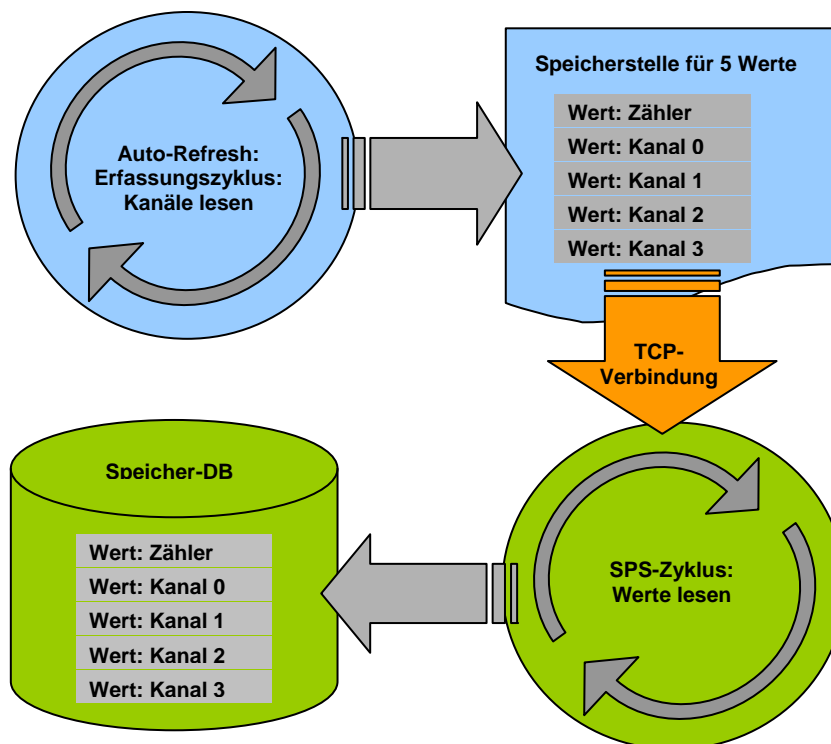 Auto-Refresh:
Erfassungszyklus:
Kanäle lesen
Speicherstelle für 5 Werte
Wert: Zähler
Wert: Kanal 0
Wert: Kanal 1
Wert: Kanal 2
Wert: Kanal 3
TCP-
Verbindung
Speicher-DB
Wert: Zähler
Wert: Kanal 0
Wert: Kanal 1
Wert: Kanal 2
Wert: Kanal 3
SPS-Zyklus:
Werte lesen